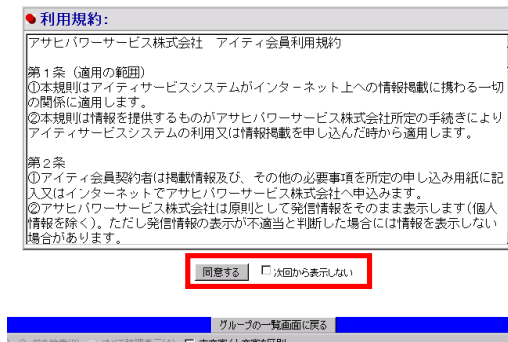 利用規約:
アサヒパワーサービス株式会社　アイティ会員利用規約
第1条（適用の範囲）
①本規則はアイティサービスシステムがインターネット上への情報掲載に携わる一切
の関係に適用します。
②本規則は情報を提供するものがアサヒパワーサービス株式会社所定の手続きにより
アイティサービスシステムの利用又は情報掲載を申し込んだ時から適用します。
第2条
①アイティ会員契約者は掲載情報及び、その他の必要事項を所定の申し込み用紙に記
入又はインターネットでアサヒパワーサービス株式会社へ申込みます。
②アサヒパワーサービス株式会社は原則として発信情報をそのまま表示します(個人
情報を除く)。ただし発信情報の表示が不適当と判断した場合には情報を表示しない
場合があります。
同意する 次回から表示しない
グループの一覧画面に戻る